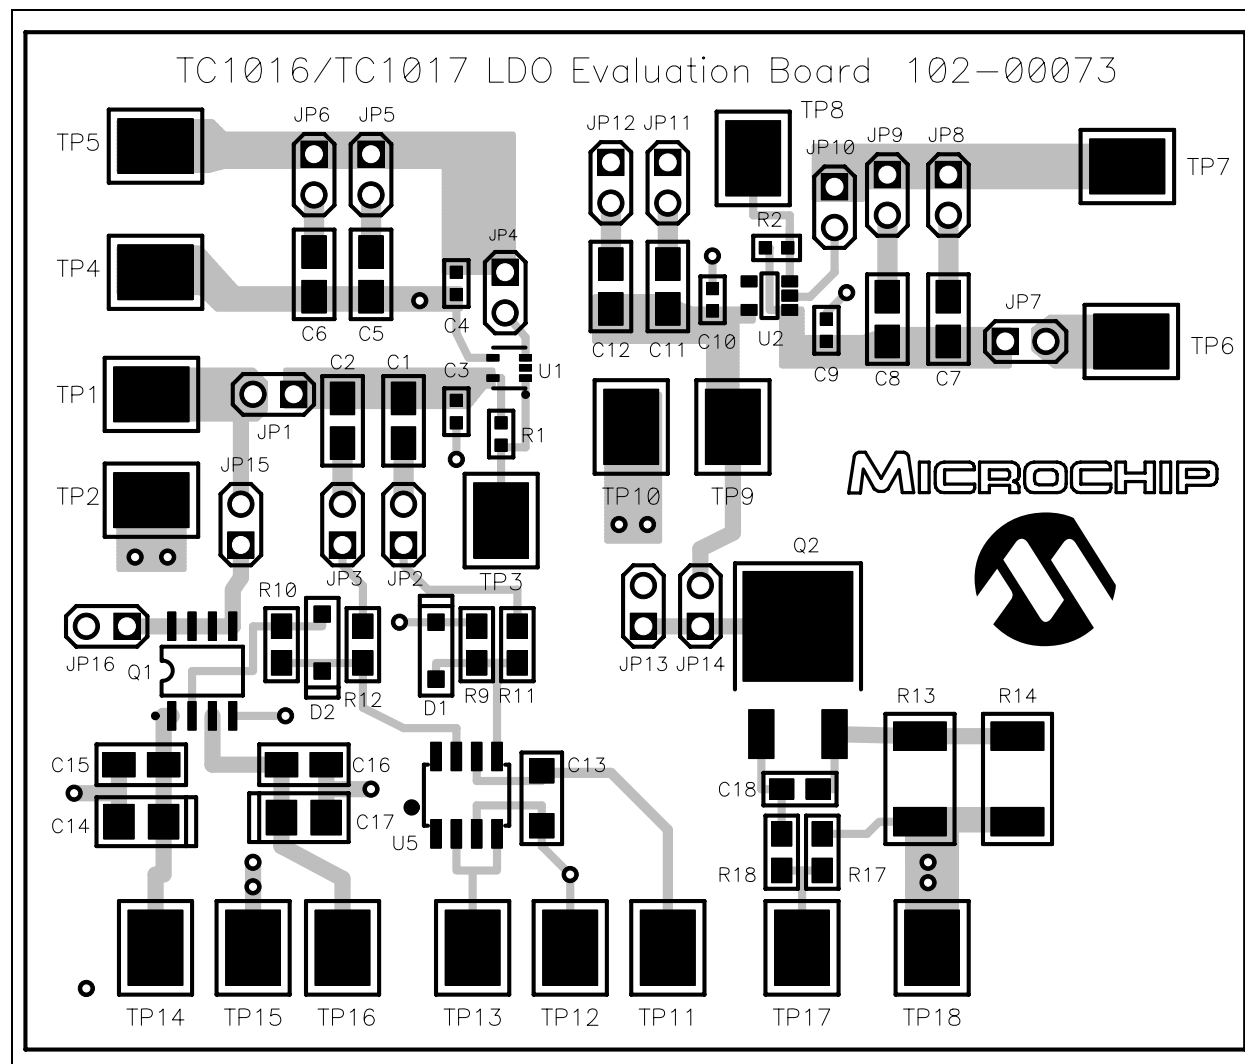 TC1016/TC1017 LDO Evaluation Board 102-00073
TP5
JP6
JP5
JP12
JP11
TP8
JP10
JP9
JP8
TP7
TP4
JP4
R2
C6
C5
C4
C12
C11
C10
U2
C9
C8
C7
JP7
TP6
TP1
JP1
C2
C1
C3
U1
R1
TP2
JP15
TP10
TP9
MICROCHIP
JP3
JP2
TP3
Q2
R10
JP16
Q1
D2
R12
D1
R9
R11
JP13
JP14
R13
R14
C15
C16
C13
C18
C14
C17
U5
R18
R17
TP14
TP15
TP16
TP13
TP12
TP11
TP17
TP18